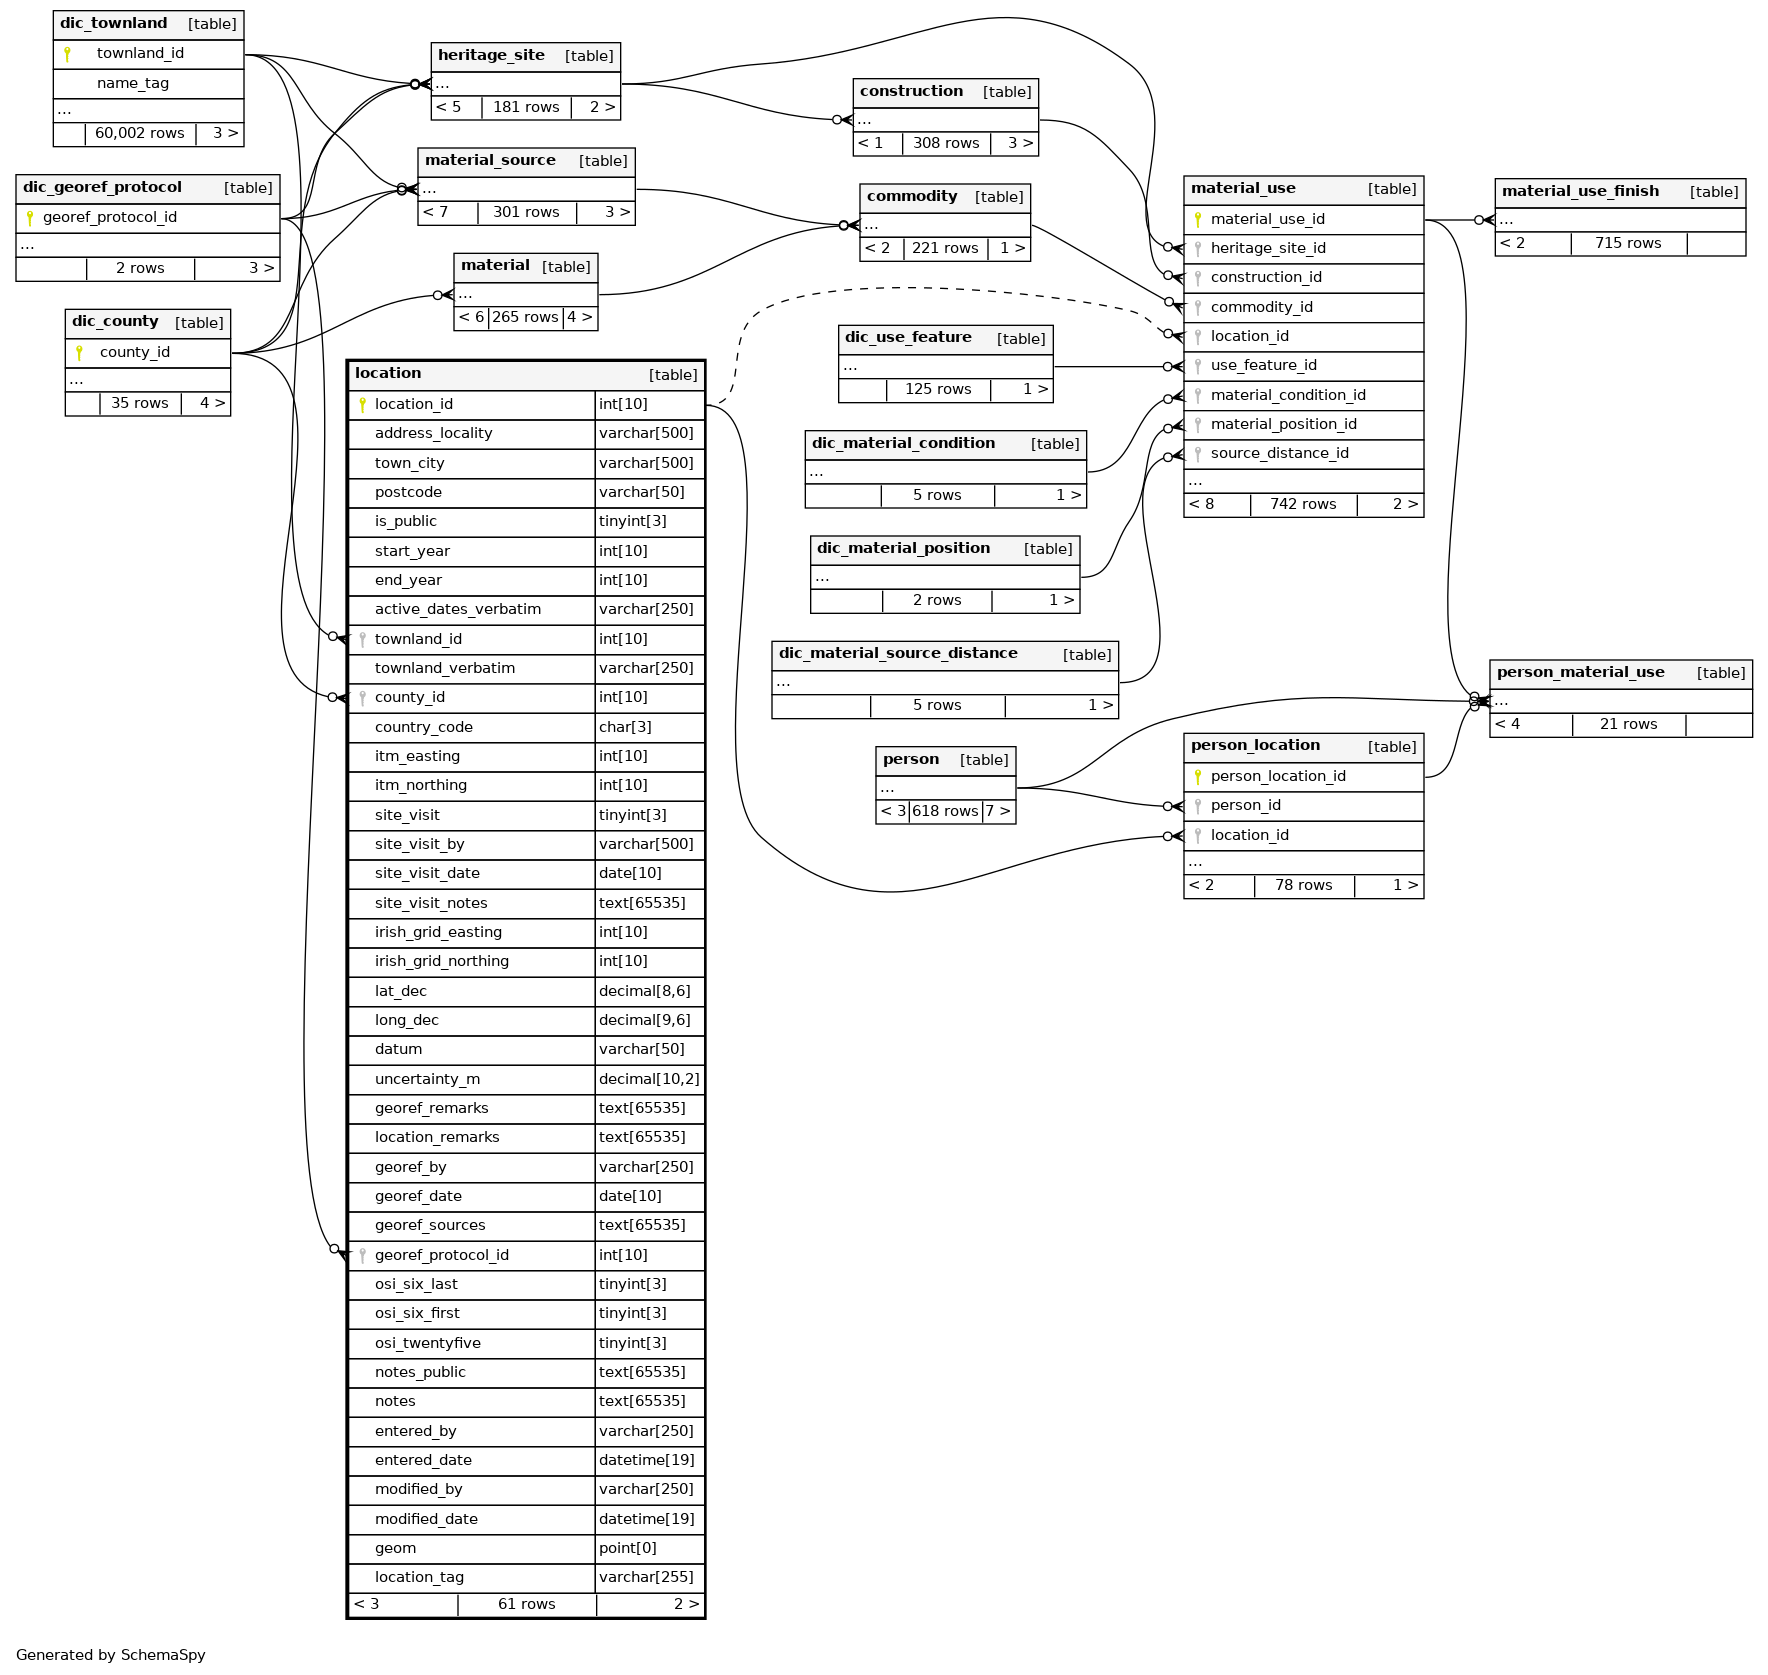 dic_townland [table]
townland_id
name_tag
...
60,002 rows 3 >
dic_georef_protocol [table]
georef_protocol_id
...
2 rows 3 >
dic_county [table]
county_id
...
35 rows 4 >
heritage_site [table]
...
< 5 181 rows 2 >
material_source [table]
...
< 7 301 rows 3 >
material [table]
...
< 6 265 rows 4 >
location [table]
location_id int[10]
address_locality varchar[500]
town_city varchar[500]
postcode varchar[50]
is_public tinyint[3]
start_year int[10]
end_year int[10]
active_dates_verbatim varchar[250]
townland_id int[10]
townland_verbatim varchar[250]
county_id int[10]
country_code char[3]
itm_easting int[10]
itm_northing int[10]
site_visit tinyint[3]
site_visit_by varchar[500]
site_visit_date date[10]
site_visit_notes text[65535]
irish_grid_easting int[10]
irish_grid_northing int[10]
lat_dec decimal[8,6]
long_dec decimal[9,6]
datum varchar[50]
uncertainty_m decimal[10,2]
georef_remarks text[65535]
location_remarks text[65535]
georef_by varchar[250]
georef_date date[10]
georef_sources text[65535]
georef_protocol_id int[10]
osi_six_last tinyint[3]
osi_six_first tinyint[3]
osi_twentyfive tinyint[3]
notes_public text[65535]
notes text[65535]
entered_by varchar[250]
entered_date datetime[19]
modified_by varchar[250]
modified_date datetime[19]
geom point[0]
location_tag varchar[255]
< 3 61 rows 2 >
construction [table]
...
< 1 308 rows 3 >
commodity [table]
...
< 2 221 rows 1 >
dic_use_feature [table]
...
125 rows 1 >
dic_material_condition [table]
...
5 rows 1 >
dic_material_position [table]
...
2 rows 1 >
dic_material_source_distance [table]
...
5 rows 1 >
person [table]
...
< 3 618 rows 7 >
material_use [table]
material_use_id
heritage_site_id
construction_id
commodity_id
location_id
use_feature_id
material_condition_id
material_position_id
source_distance_id
...
< 8 742 rows 2 >
person_location [table]
person_location_id
person_id
location_id
...
< 2 78 rows 1 >
material_use_finish [table]
...
< 2 715 rows
person_material_use [table]
...
< 4 21 rows
Generated by SchemaSpy